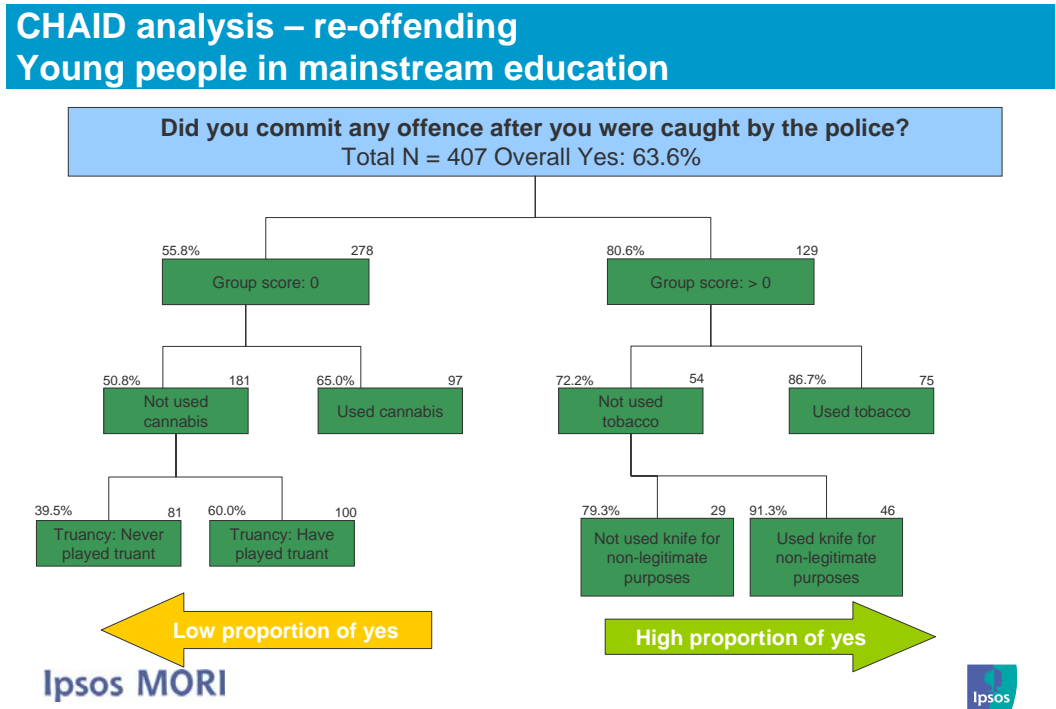 CHAID analysis – re-offending
Young people in mainstream education
Did you commit any offence after you were caught by the police?
Total N = 407 Overall Yes: 63.6%
55.8% 278
Group score: 0
80.6% 129
Group score: > 0
50.8% 181
Not used
cannabis
65.0% 97
Used cannabis
72.2% 54
Not used
tobacco
86.7% 75
Used tobacco
39.5% 81
Truancy: Never
played truant
60.0% 100
Truancy: Have
played truant
79.3% 29
Not used knife for
non-legitimate
purposes
91.3% 46
Used knife for
non-legitimate
purposes
Low proportion of yes
High proportion of yes
Ipsos MORI
Ipsos